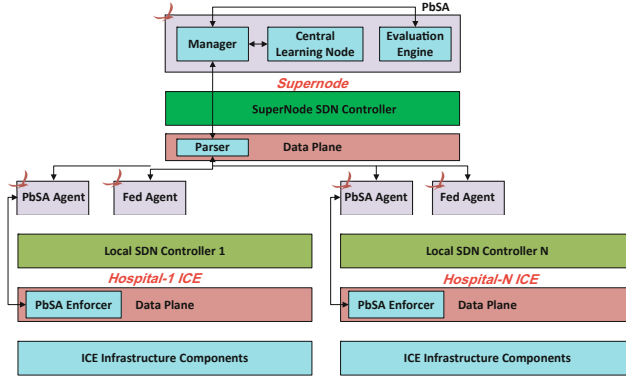 PbSA
Manager
Central
Learning Node
Evaluation
Engine
Supernode
SuperNode SDN Controller
Parser
Data Plane
PbSA Agent
Fed Agent
PbSA Agent
Fed Agent
Local SDN Controller 1
Local SDN Controller N
Hospital-1 ICE
Hospital-N ICE
PbSA Enforcer
Data Plane
PbSA Enforcer
Data Plane
ICE Infrastructure Components
ICE Infrastructure Components